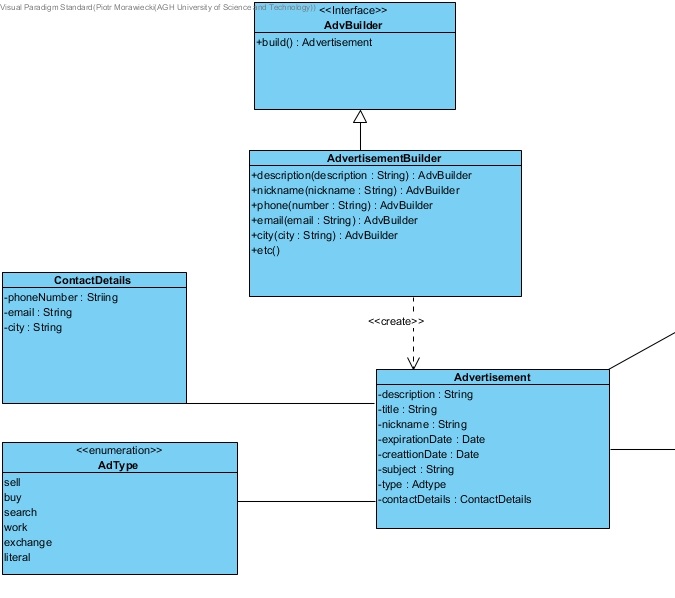 Visual Paradigm Standard(Piotr Morawiecki(AGH University of Science and Technology))
<<Interface>>
AdvBuilder
+build() : Advertisement
AdvertisementBuilder
+description(description : String) : AdvBuilder
+nickname(nickname : String) : AdvBuilder
+phone(number : String) : AdvBuilder
+email(email : String) : AdvBuilder
+city(city : String) : AdvBuilder
+etc()
ContactDetails
-phoneNumber : Striing
-email : String
-city : String
<<create>>
Advertisement
-description : String
-title : String
-nickname : String
-expirationDate : Date
-creattionDate : Date
-subject : String
-type : Adtype
-contactDetails : ContactDetails
<<enumeration>>
AdType
sell
buy
search
work
exchange
literal